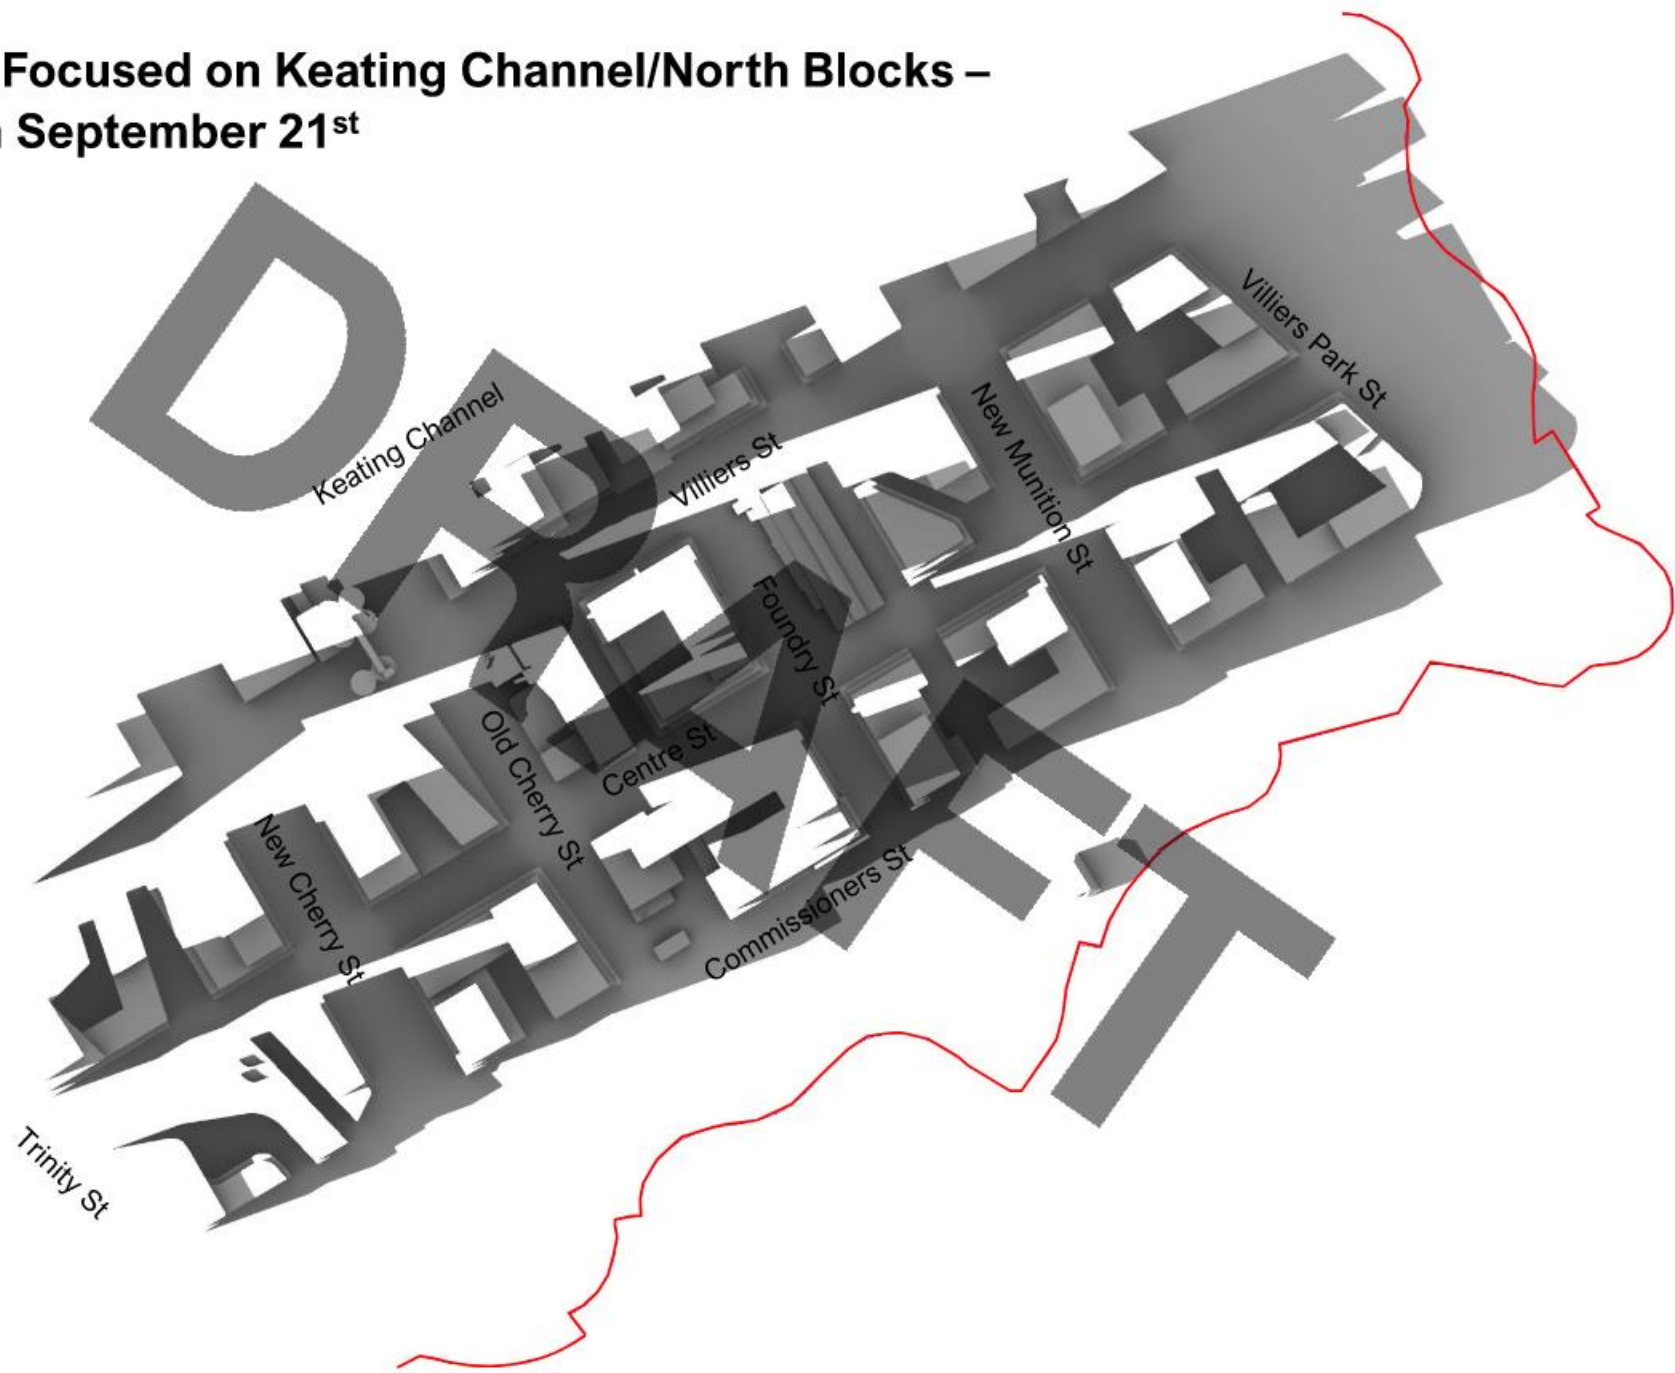 Focused on Keating Channel/North Blocks –
September 21st
DRAFT
Keating Channel
Villiers St
Villiers Park St
New Munition St
Foundry St
Old Cherry St
Centre St
New Cherry St
Commissioners St
Trinity St